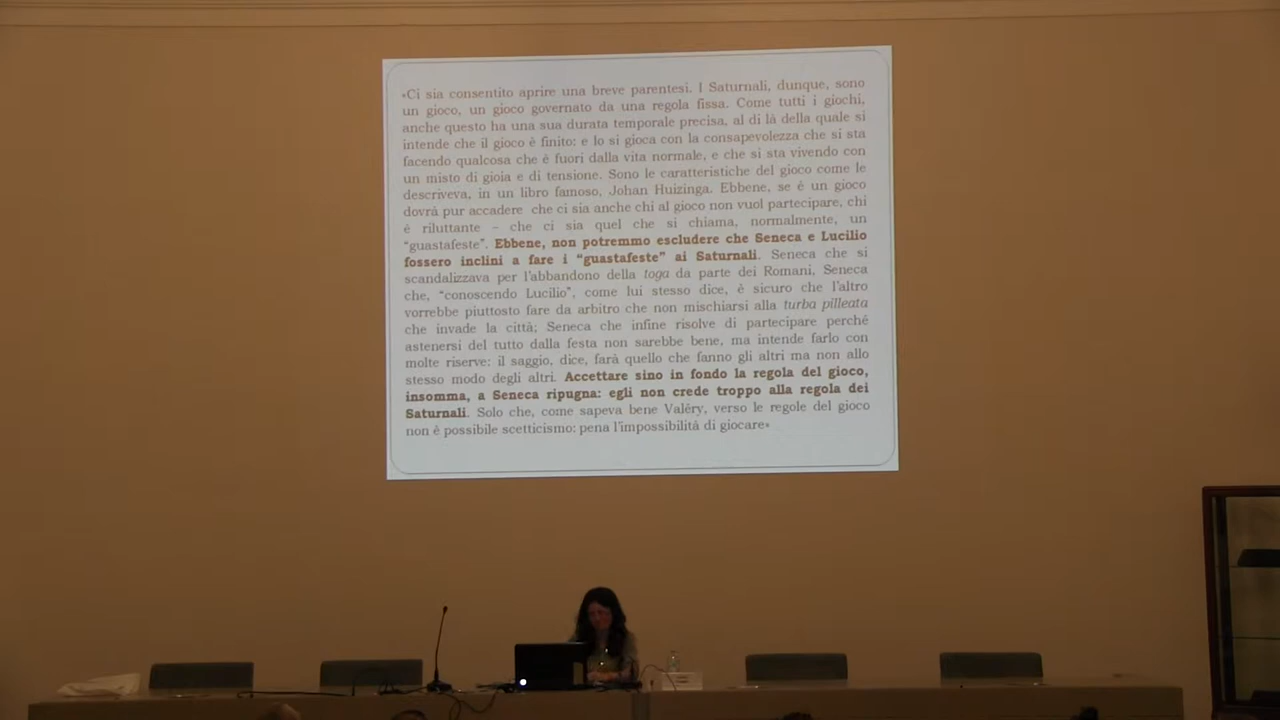 «Ci sia consentito aprire una breve parentesi. I Saturnali, dunque, sono
un gioco, un gioco governato da una regola fissa. Come tutti i giochi,
anche questo ha una sua durata temporale precisa, al di là della quale si
intende che il gioco è finito: e lo si gioca con la consapevolezza che si sta
facendo qualcosa che è fuori dalla vita normale, e che si sta vivendo con
un misto di gioia e di tensione. Sono le caratteristiche del gioco come le
descriveva, in un libro famoso, Johan Huizinga. Ebbene, se è un gioco
dovrà pur accadere che ci sia anche chi al gioco non vuol partecipare, chi
è riluttante – che ci sia quel che si chiama, normalmente, un
“guastafeste”. Ebbene, non potremmo escludere che Seneca e Lucilio
fossero inclini a fare i “guastafeste” ai Saturnali. Seneca che si
scandalizzava per l’abbandono della toga da parte dei Romani, Seneca
che, “conoscendo Lucilio”, come lui stesso dice, è sicuro che l’altro
vorrebbe piuttosto fare da arbitro che non mischiarsi alla turba pilleata
che invade la città; Seneca che infine risolve di partecipare perché
astenersi del tutto dalla festa non sarebbe bene, ma intende farlo con
molte riserve: il saggio, dice, farà quello che fanno gli altri ma non allo
stesso modo degli altri. Accettare sino in fondo la regola del gioco,
insomma, a Seneca ripugna: egli non crede troppo alla regola dei
Saturnali. Solo che, come sapeva bene Valéry, verso le regole del gioco
non é possibile scetticismo: pena l’impossibilità di giocare»